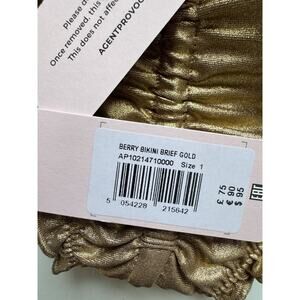 Please d
Once removed, this
This does not affect
AGENTPROVOC
BERRY BIKINI BRIEF GOLD
AP10214710000 Size 1
5 054228 215642
£ 75
€ 90
$ 95
EAC